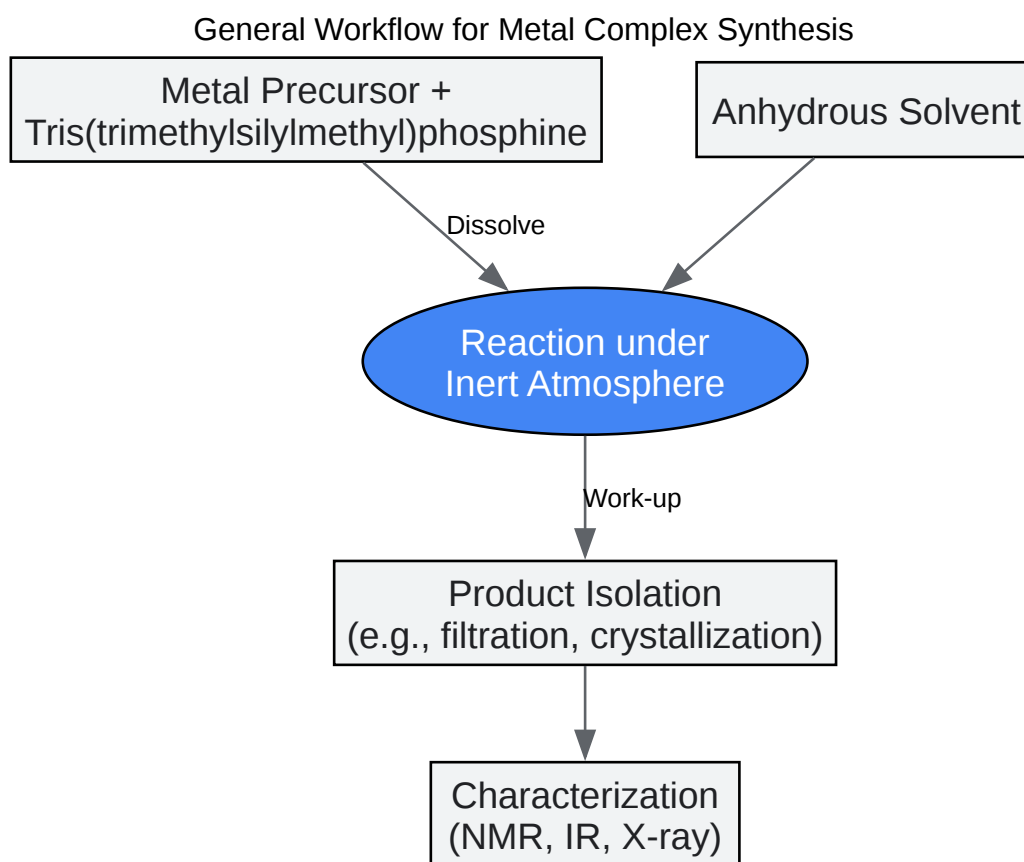 General Workflow for Metal Complex Synthesis
Metal Precursor +
Tris(trimethylsilylmethyl)phosphine
Anhydrous Solvent
Dissolve
Reaction under
Inert Atmosphere
Work-up
Product Isolation
(e.g., filtration, crystallization)
Characterization
(NMR, IR, X-ray)